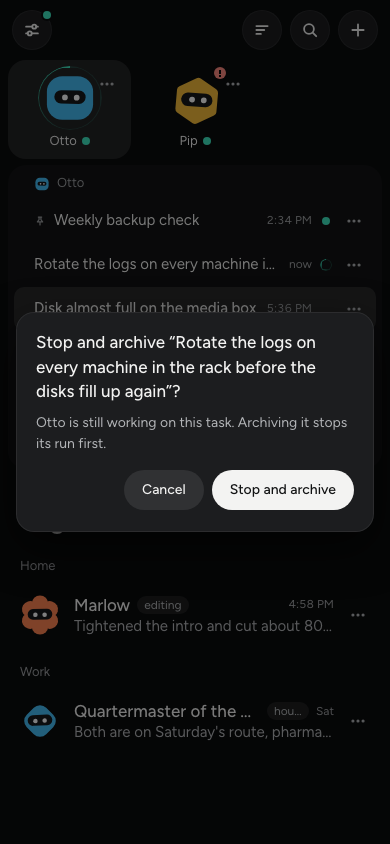 Otto
Pip
Otto
Weekly backup check 2:34 PM
Rotate the logs on every machine i... now
Disk almost full on the media box 5:36 PM
Stop and archive “Rotate the logs on
every machine in the rack before the
disks fill up again”?
Otto is still working on this task. Archiving it stops
its run first.
Cancel
Stop and archive
Home
Marlow editing 4:58 PM
Tightened the intro and cut about 80...
Work
Quartermaster of the ... hou... Sat
Both are on Saturday's route, pharma...